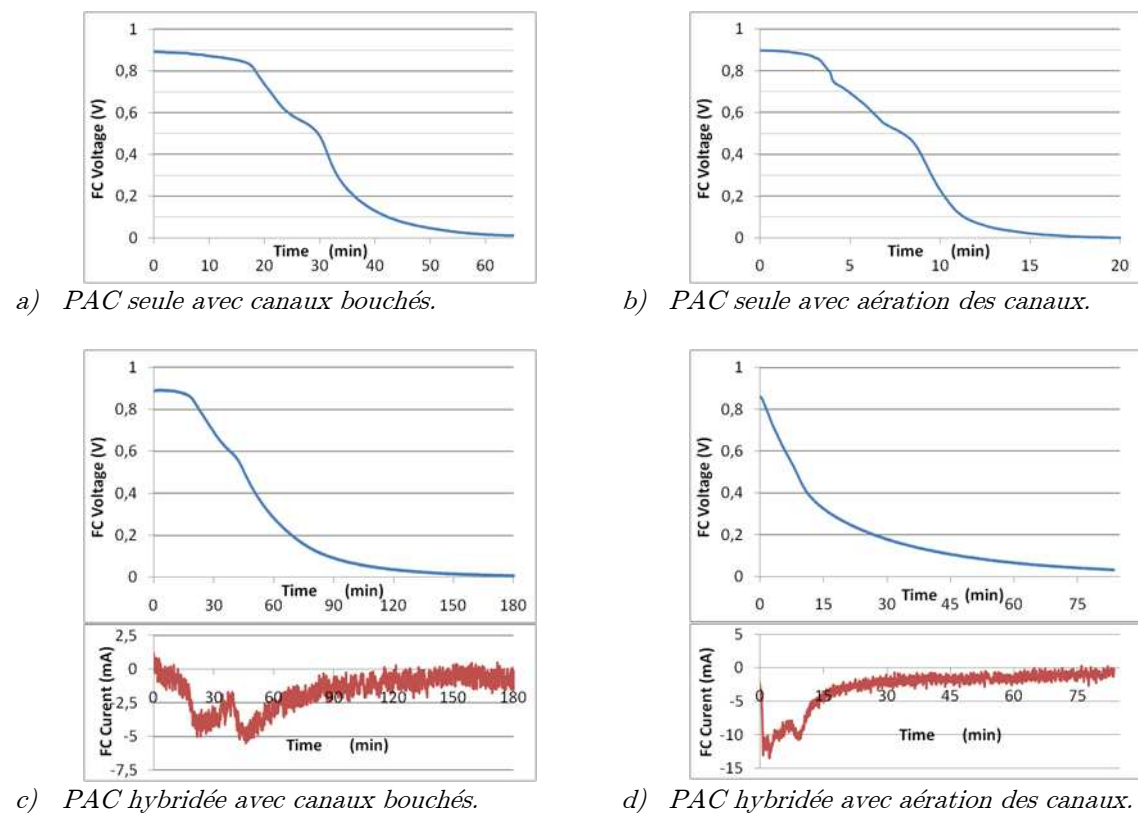 1
0,8
0,6
0,4
0,2
0
FC Voltage (V)
Time (min)
0 10 20 30 40 50 60
a) PAC seule avec canaux bouchés.
1
0,8
0,6
0,4
0,2
0
FC Voltage (V)
Time (min)
0 5 10 15 20
b) PAC seule avec aération des canaux.
1
0,8
0,6
0,4
0,2
0
FC Voltage (V)
Time (min)
0 30 60 90 120 150 180
2,5
0
-2,5
-5
-7,5
FC Curent (mA)
0 30 60 90 120 150 180
Time (min)
c) PAC hybridée avec canaux bouchés.
1
0,8
0,6
0,4
0,2
0
FC Voltage (V)
Time (min)
0 15 30 45 60 75
5
0
-5
-10
-15
FC Curent (mA)
0 15 30 45 60 75
Time (min)
d) PAC hybridée avec aération des canaux.